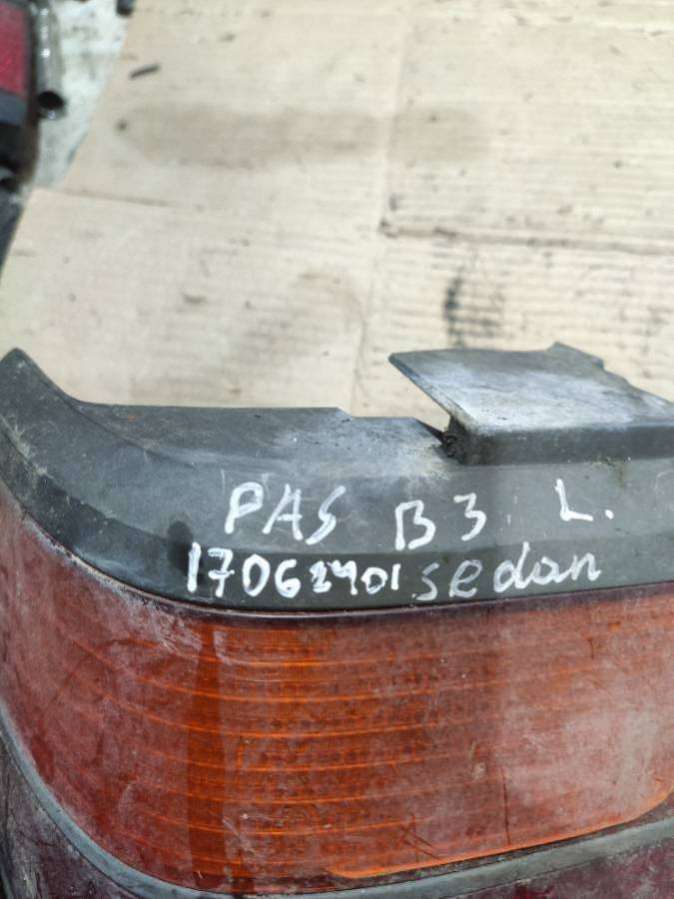 PAS B3 L.
17062401 sedan